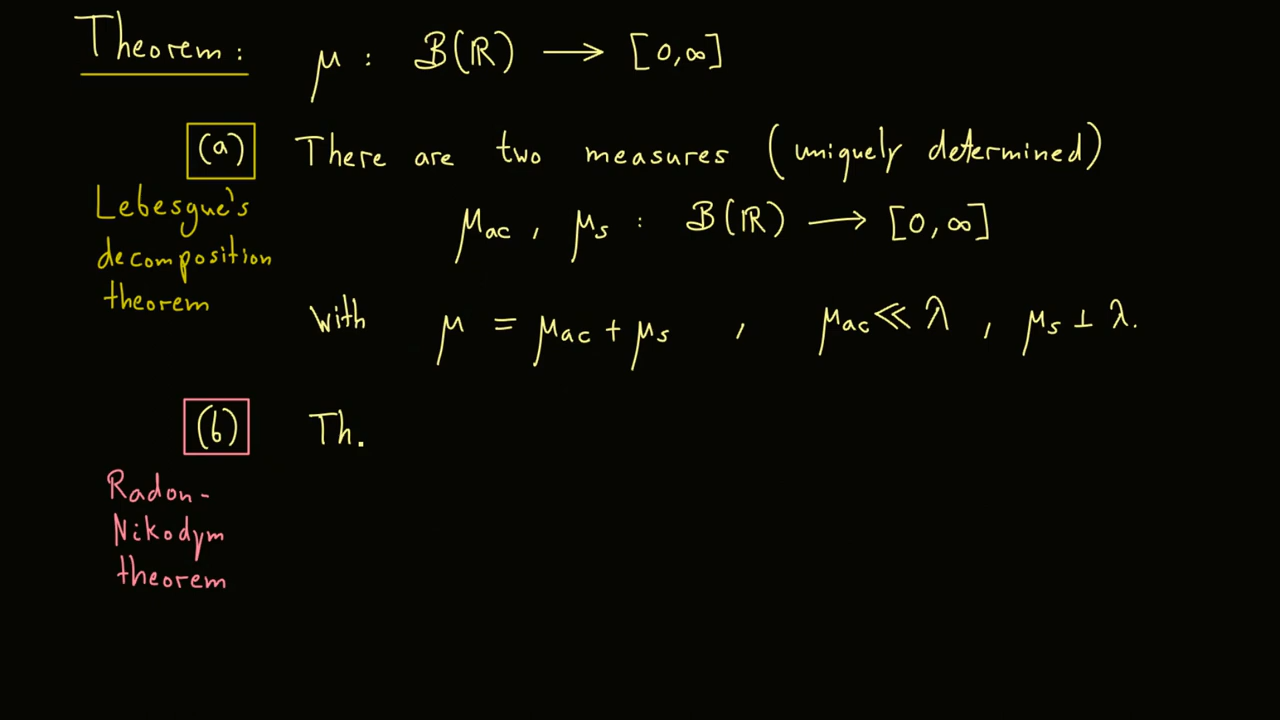 Theorem: μ : B(ℝ) → [0,∞]
(a) There are two measures (uniquely determined)
Lebesgue's
decomposition
theorem
μac , μs : B(ℝ) → [0,∞]
with μ = μac + μs , μac ≪ λ , μs ⊥ λ.
(b) Th.
Radon-
Nikodym
theorem